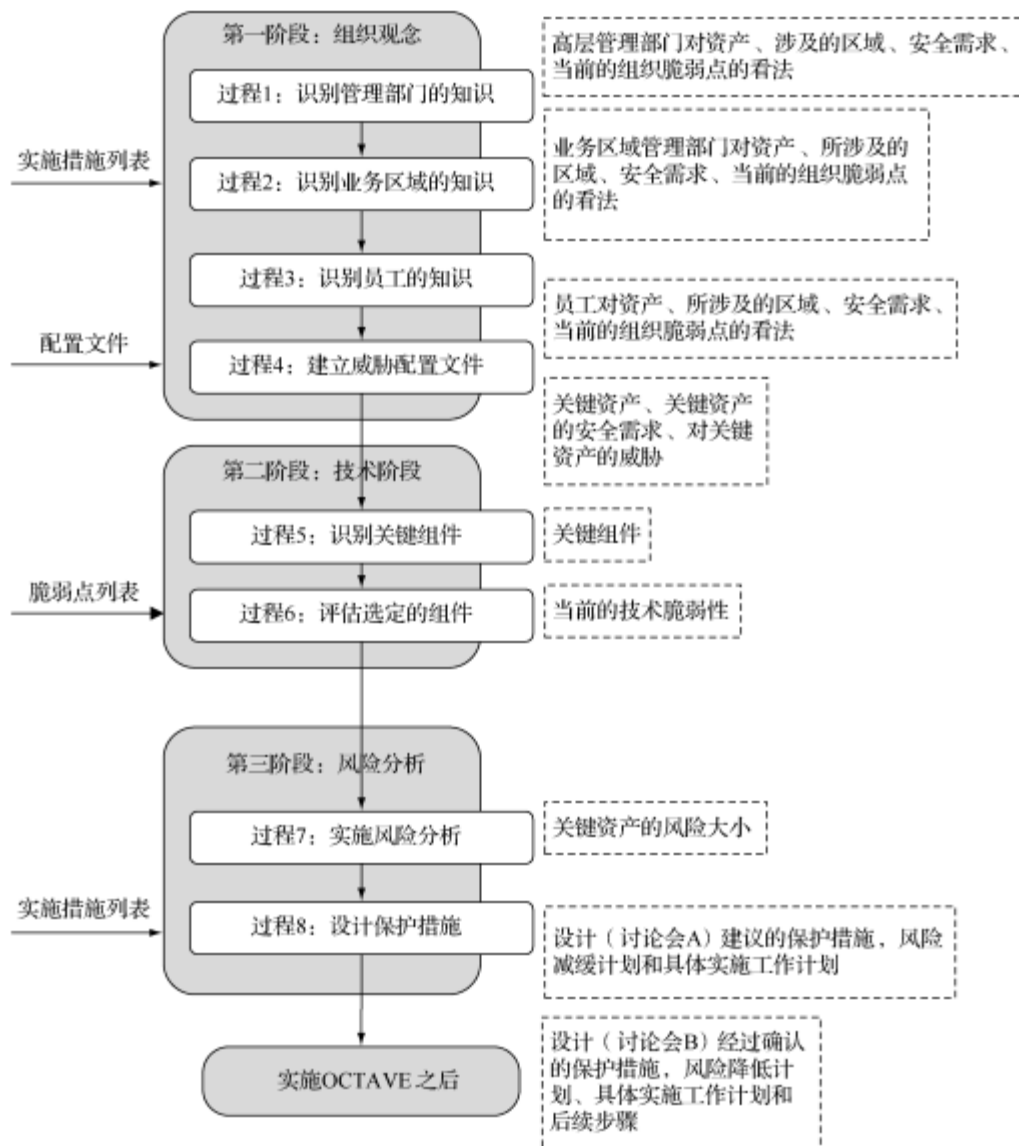 第一阶段：组织观念
高层管理部门对资产、涉及的区域、安全需求、
当前的组织脆弱点的看法
过程1：识别管理部门的知识
实施措施列表
过程2：识别业务区域的知识
业务区域管理部门对资产、所涉及的
区域、安全需求、当前的组织脆弱点
的看法
过程3：识别员工的知识
员工对资产、所涉及的区域、安全需求、
当前的组织脆弱点的看法
配置文件
过程4：建立威胁配置文件
关键资产、关键资产
的安全需求、对关键
资产的威胁
第二阶段：技术阶段
过程5：识别关键组件
关键组件
脆弱点列表
过程6：评估选定的组件
当前的技术脆弱性
第三阶段：风险分析
过程7：实施风险分析
关键资产的风险大小
实施措施列表
过程8：设计保护措施
设计（讨论会A）建议的保护措施，风险
减缓计划和具体实施工作计划
实施OCTAVE之后
设计（讨论会B）经过确认
的保护措施，风险降低计
划、具体实施工作计划和
后续步骤